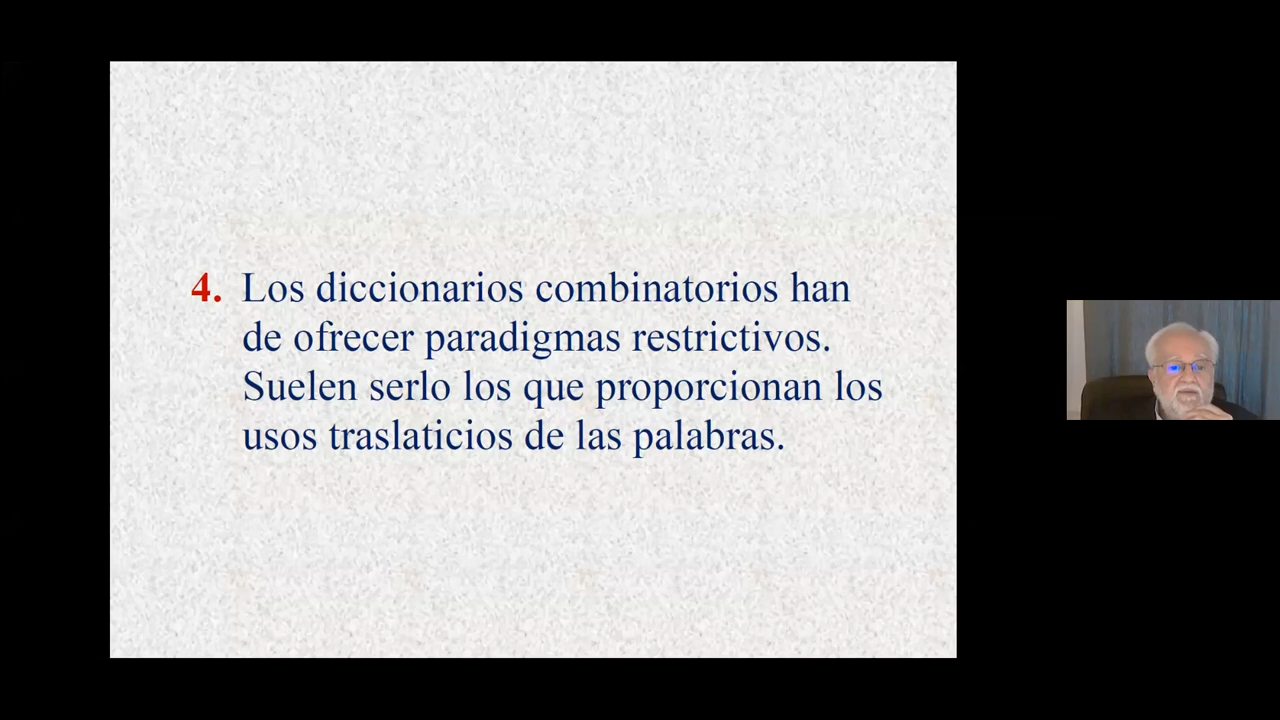 4. Los diccionarios combinatorios han
de ofrecer paradigmas restrictivos.
Suelen serlo los que proporcionan los
usos traslaticios de las palabras.